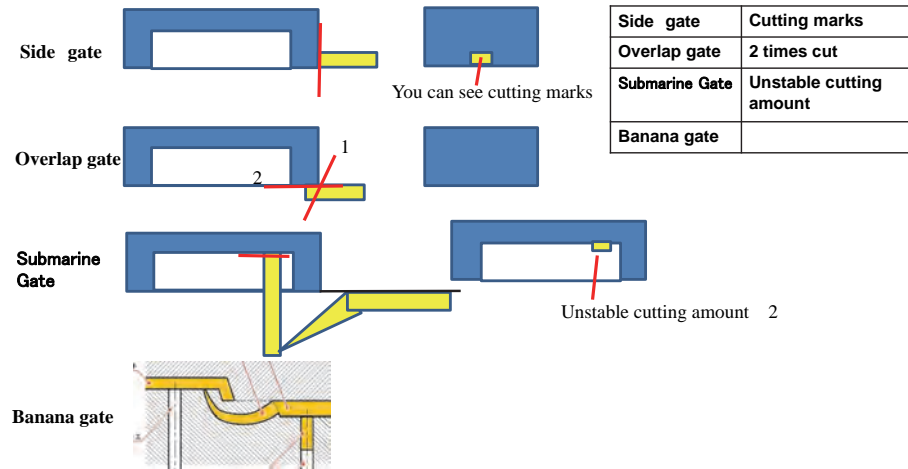 Side gate
You can see cutting marks
Overlap gate
1
2
Submarine
Gate
Unstable cutting amount 2
Banana gate
Side gate Cutting marks
Overlap gate 2 times cut
Submarine Gate Unstable cutting
amount
Banana gate